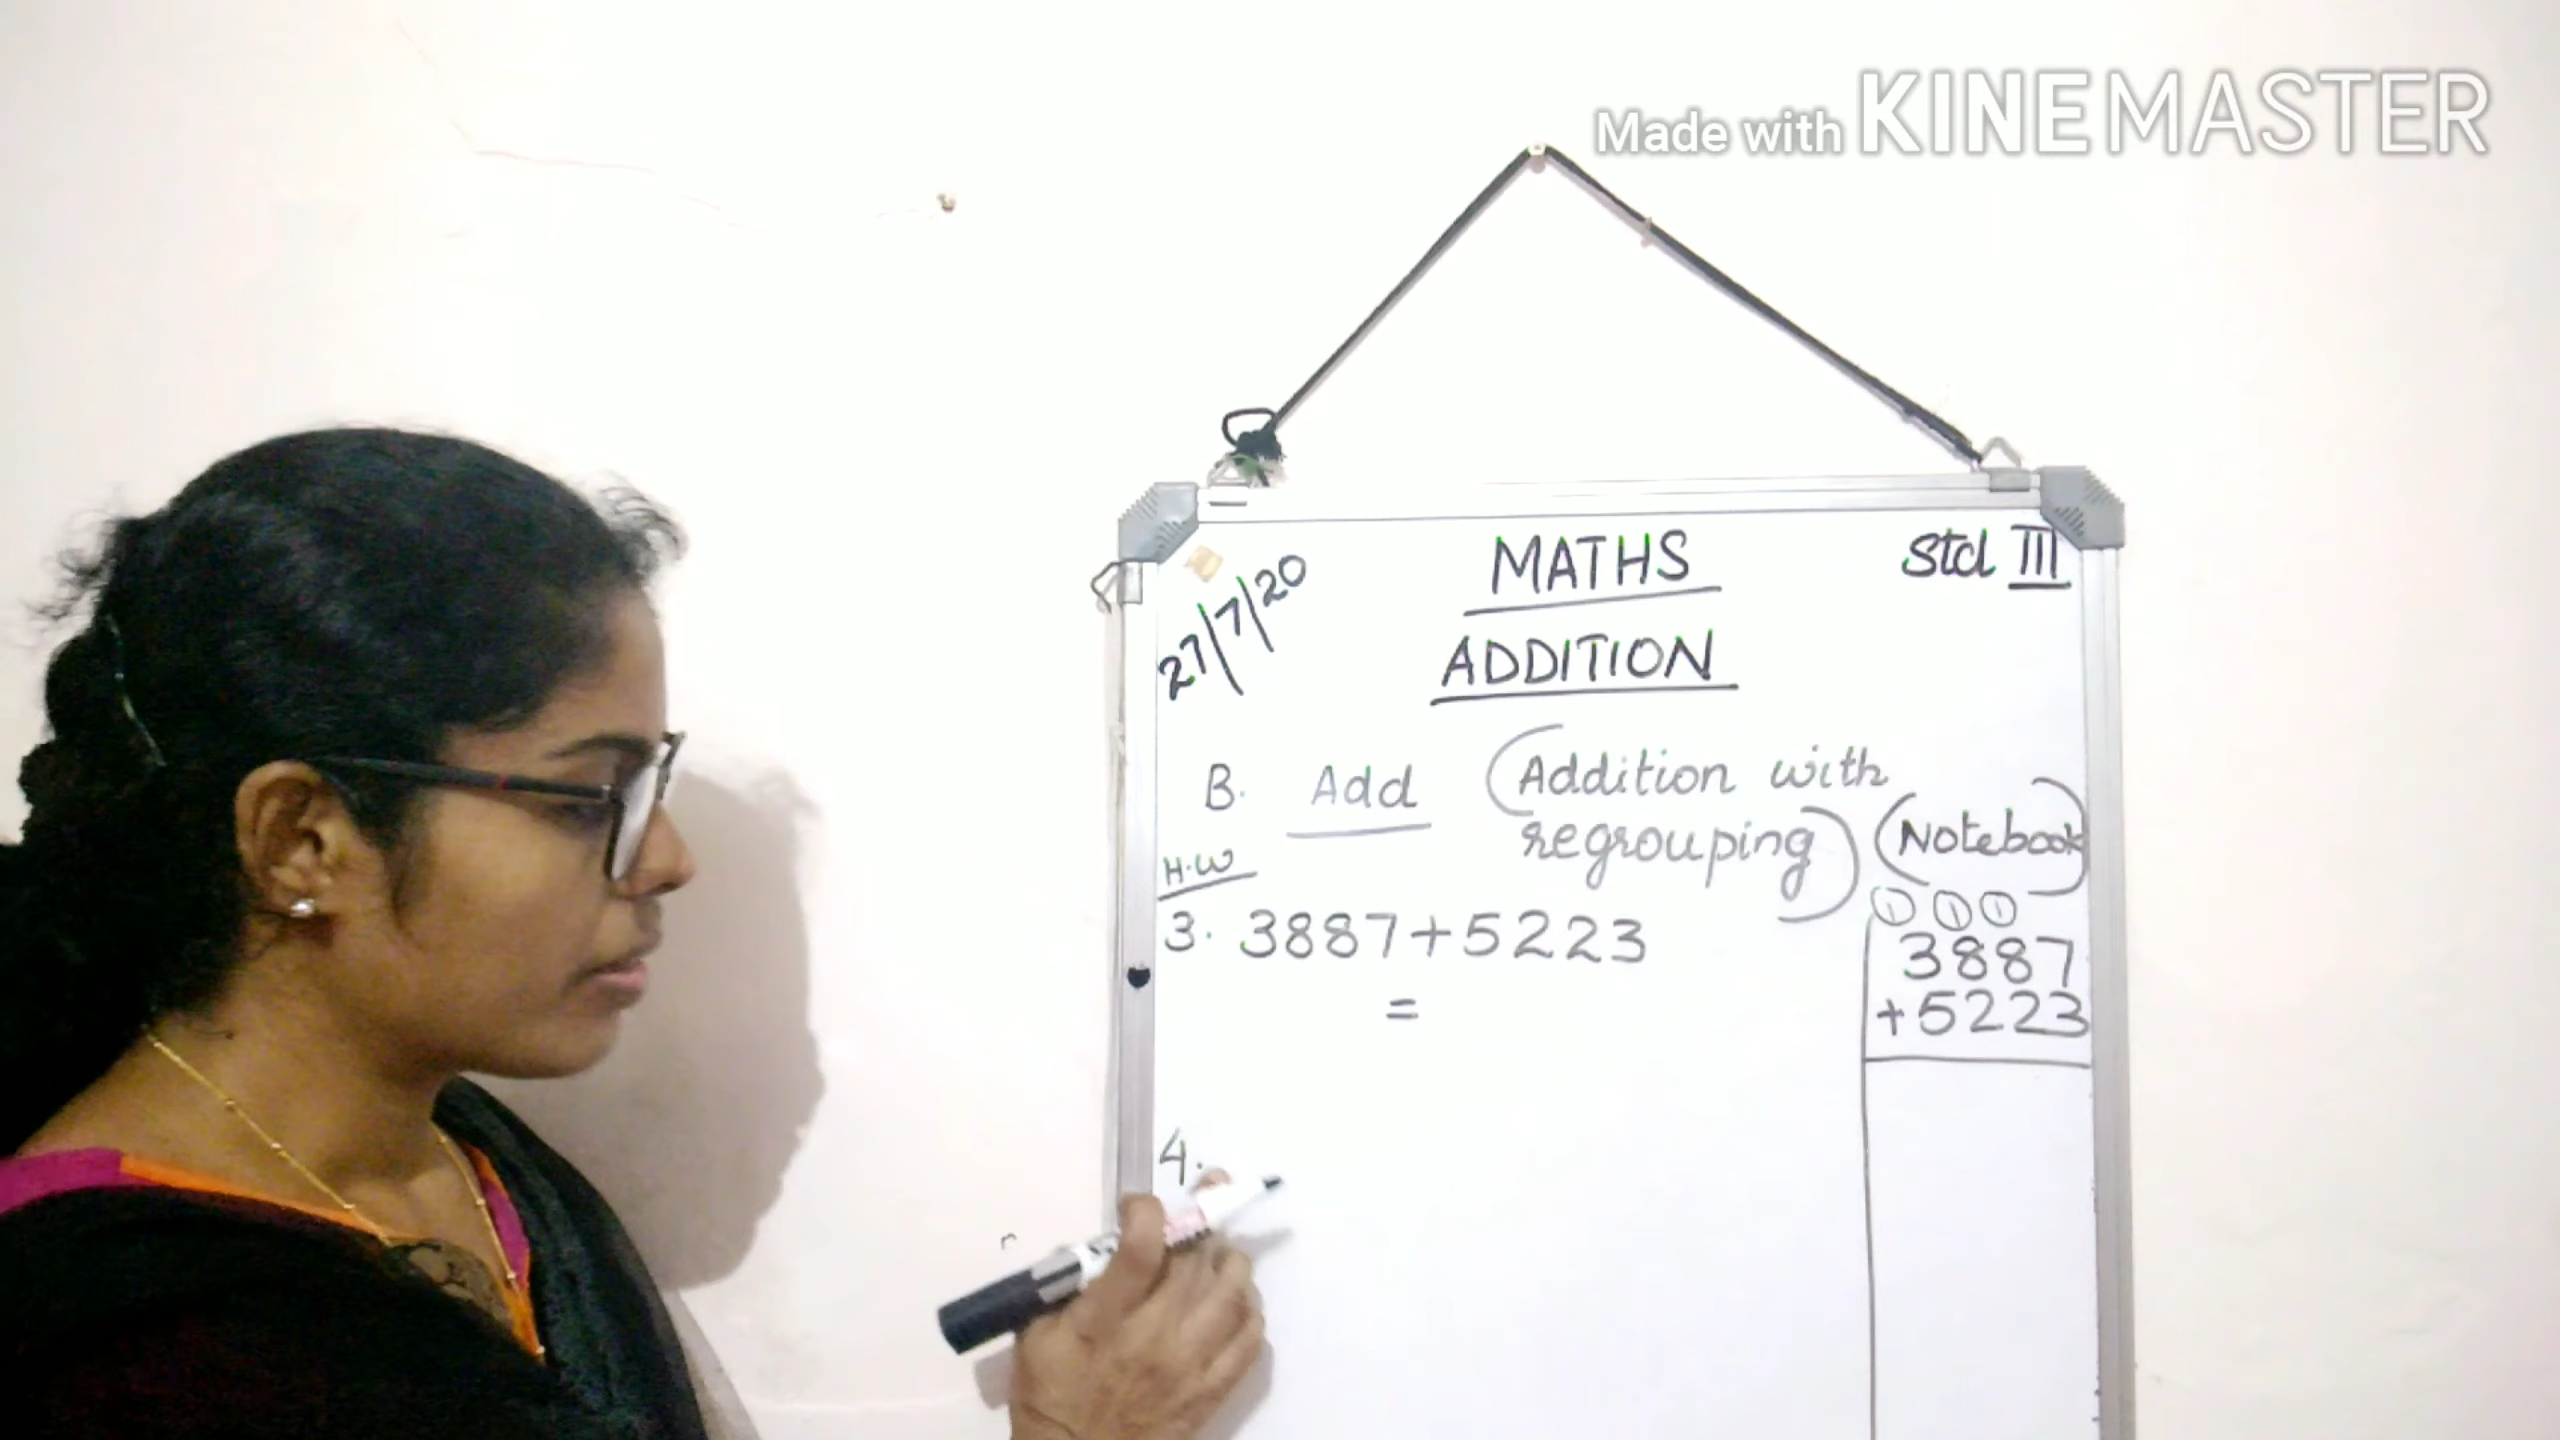 Made with KINEMASTER
27/7/20
MATHS
Std III
ADDITION
B. Add (Addition with
regrouping) (Notebook)
H.W
3. 3887+5223
=
1 1 1
3887
+5223
4.